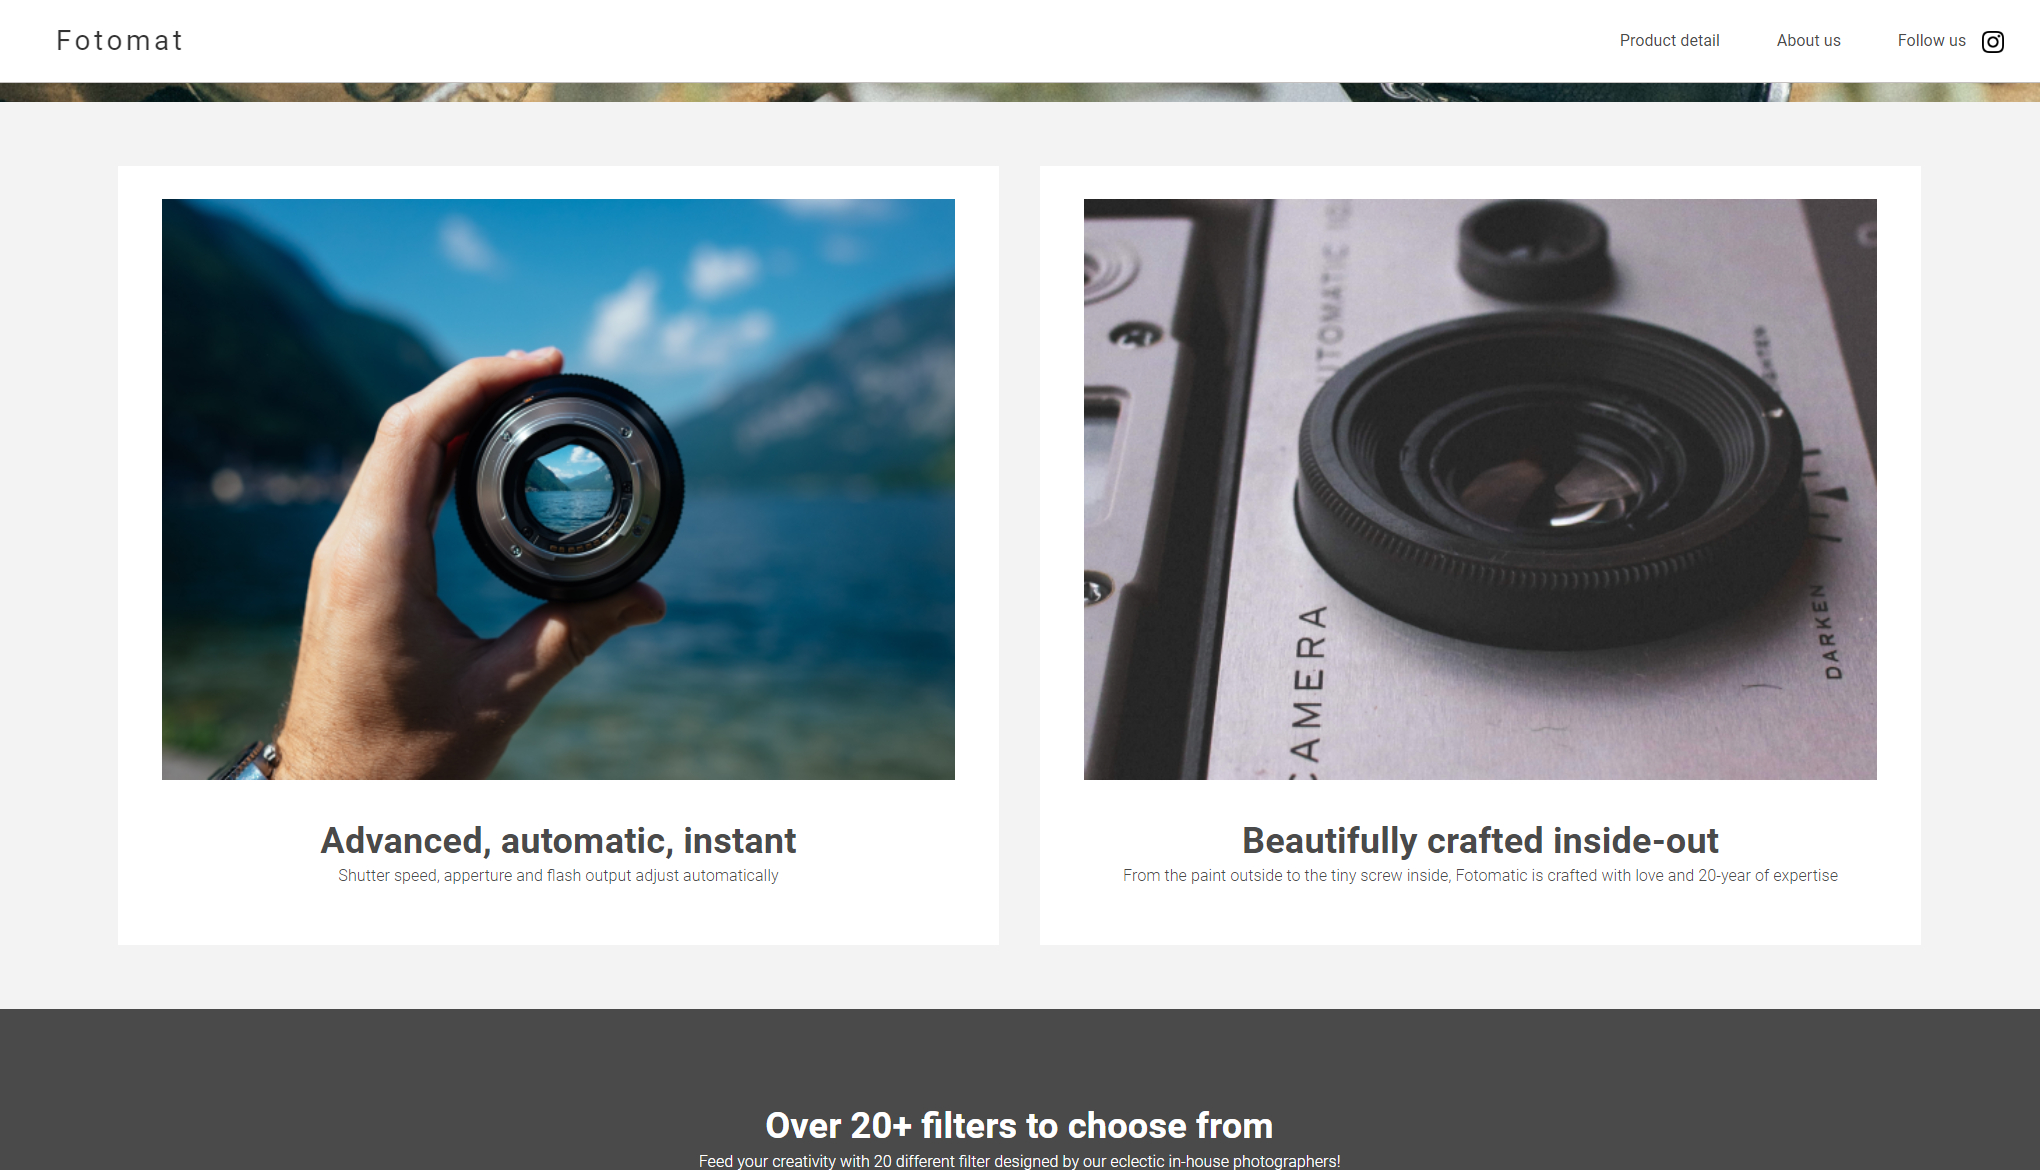 Fotomat
Product detail
About us
Follow us
AUTOMATIC
CAMERA
DARKEN
Advanced, automatic, instant
Shutter speed, apperture and flash output adjust automatically
Beautifully crafted inside-out
From the paint outside to the tiny screw inside, Fotomatic is crafted with love and 20-year of expertise
Over 20+ filters to choose from
Feed your creativity with 20 different filter designed by our eclectic in-house photographers!